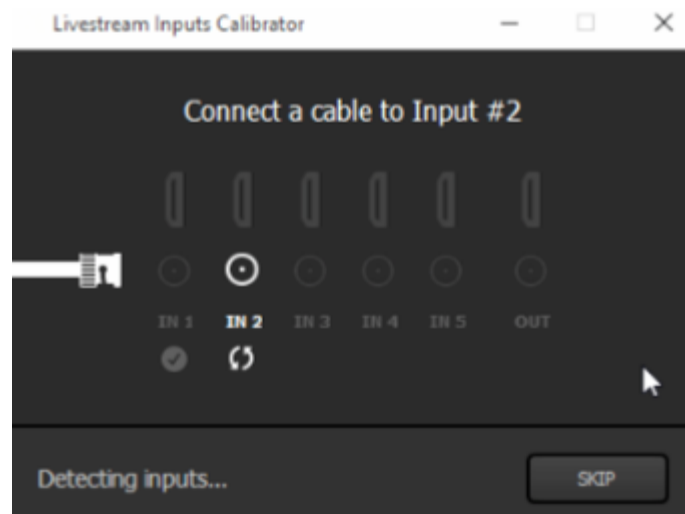 Livestream Inputs Calibrator
Connect a cable to Input #2
IN 1 IN 2 IN 3 IN 4 IN 5 OUT
Detecting inputs...
SKIP